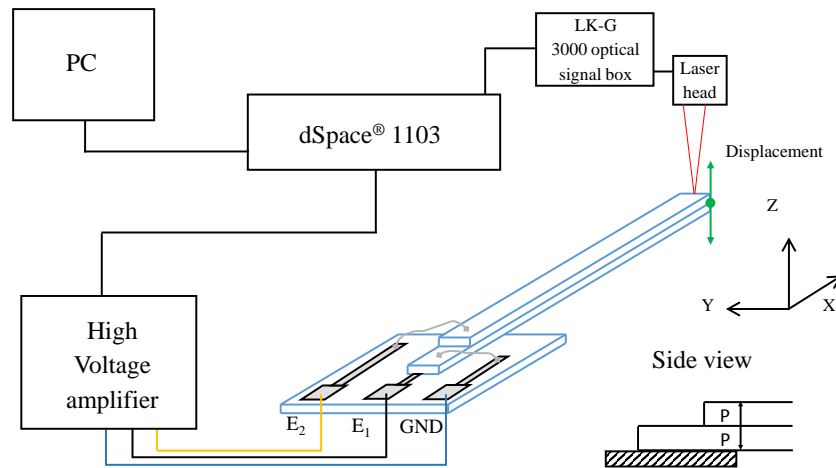 PC
LK-G
3000 optical
signal box
Laser
head
dSpace® 1103
Displacement
Z
Y
X
High
Voltage
amplifier
E2
E1
GND
Side view
P
P